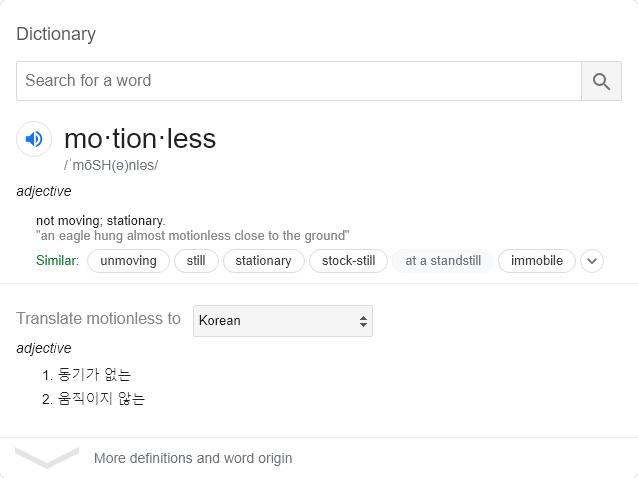 Dictionary
Search for a word
mo·tion·less
/ˈmōSH(ə)nləs/
adjective
not moving; stationary.
"an eagle hung almost motionless close to the ground"
Similar: unmoving still stationary stock-still at a standstill immobile
Translate motionless to Korean
adjective
1. 동기가 없는
2. 움직이지 않는
More definitions and word origin